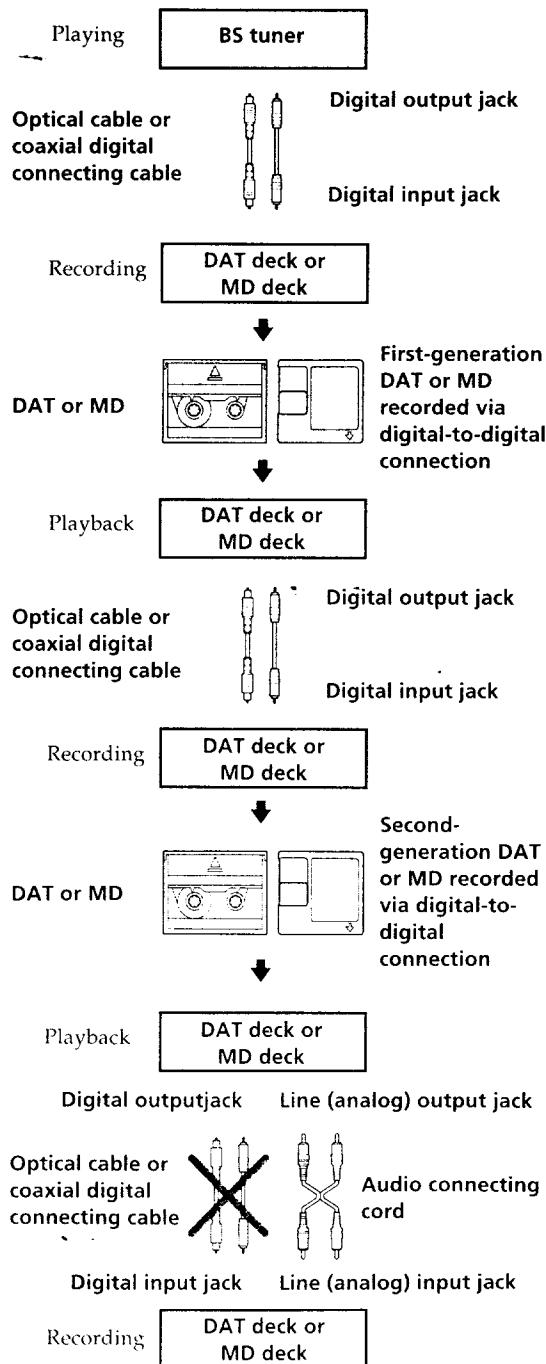 Playing
BS tuner
Optical cable or
coaxial digital
connecting cable
Digital output jack
Digital input jack
Recording
DAT deck or
MD deck
DAT or MD
First-generation
DAT or MD
recorded via
digital-to-digital
connection
Playback
DAT deck or
MD deck
Optical cable or
coaxial digital
connecting cable
Digital output jack
Digital input jack
Recording
DAT deck or
MD deck
DAT or MD
Second-
generation DAT
or MD recorded
via digital-to-
digital
connection
Playback
DAT deck or
MD deck
Digital outputjack
Line (analog) output jack
Optical cable or
coaxial digital
connecting cable
Audio connecting
cord
Digital input jack
Line (analog) input jack
Recording
DAT deck or
MD deck